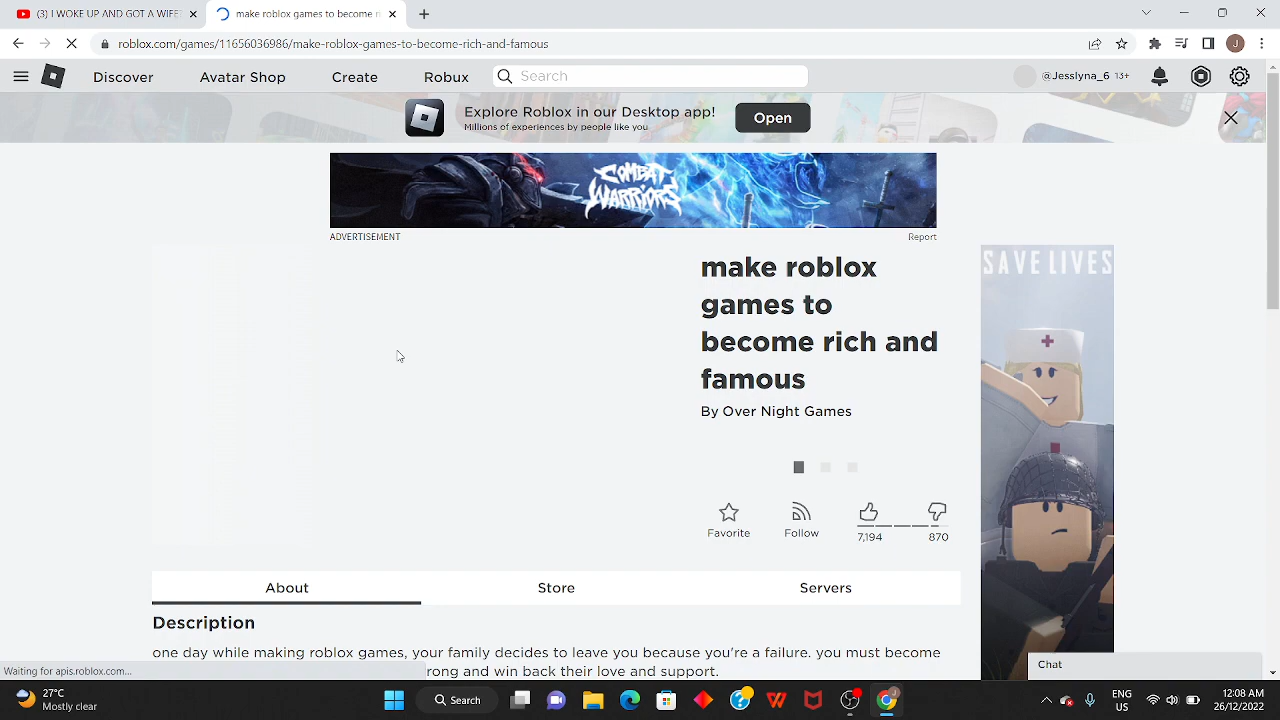 (3) I WOKE UP AND GOT A WIFE
make roblox games to become r
roblox.com/games/11656036986/make-roblox-games-to-become-rich-and-famous
J
Discover
Avatar Shop
Create
Robux
Search
@Jesslyna_6 13+
Explore Roblox in our Desktop app!
Millions of experiences by people like you
Open
COMBAT
WARRIORS
ADVERTISEMENT
Report
SAVE LIVES
make roblox
games to
become rich and
famous
By Over Night Games
Favorite
Follow
7,194
870
About
Store
Servers
Description
one day while making roblox games, your family decides to leave you because you're a failure. you must become
and win back their love and support
Waiting for apis.roblox.com...
Chat
27°C
Mostly clear
Search
ENG
US
12:08 AM
26/12/2022